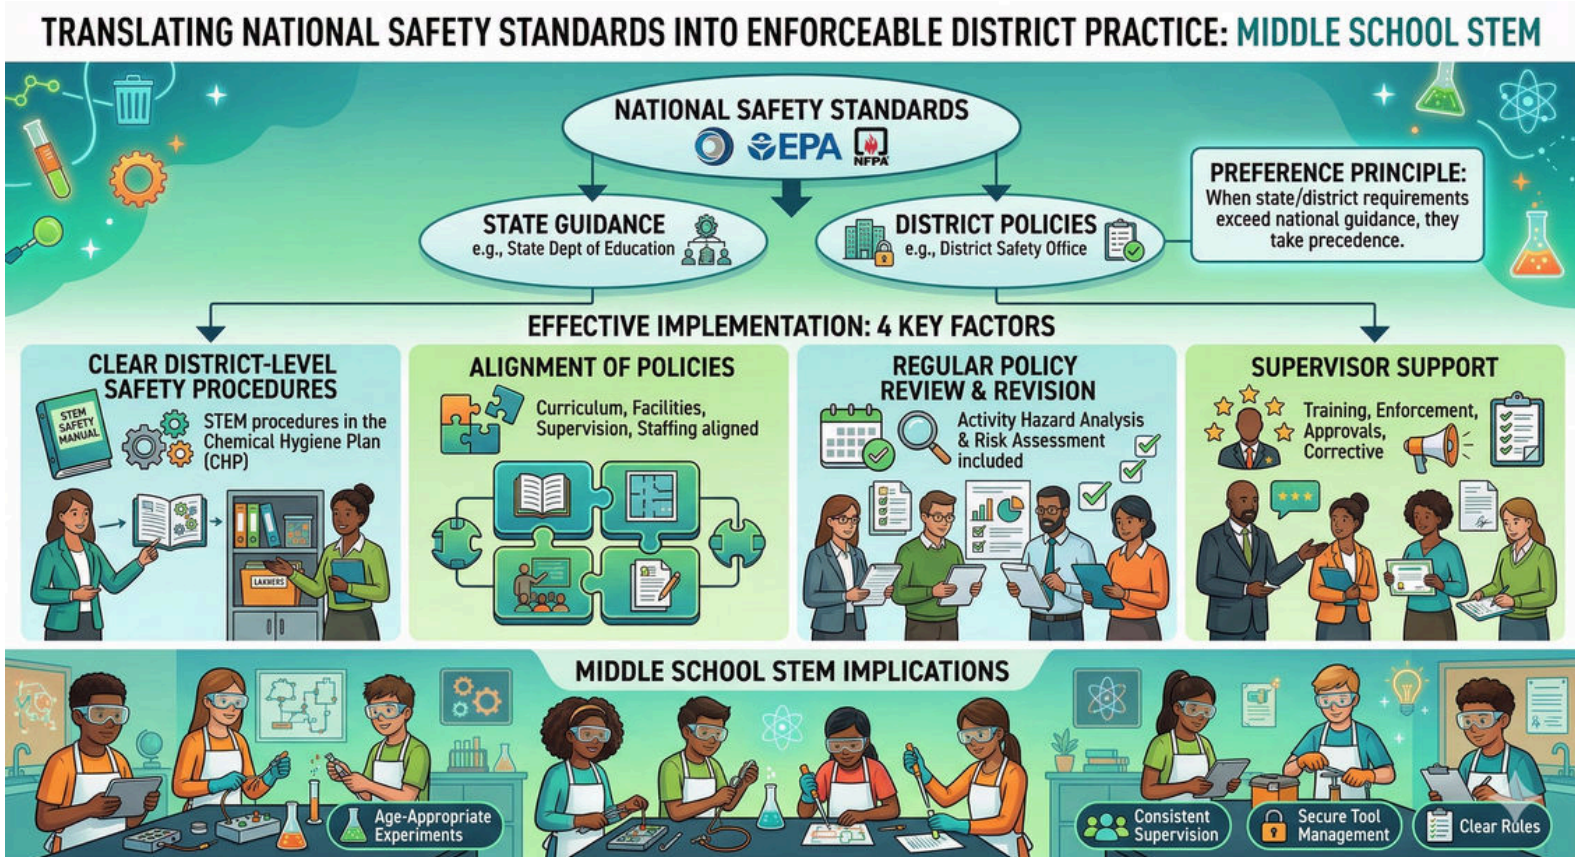 TRANSLATING NATIONAL SAFETY STANDARDS INTO ENFORCEABLE DISTRICT PRACTICE: MIDDLE SCHOOL STEM
NATIONAL SAFETY STANDARDS
EPA
NFPA
STATE GUIDANCE
e.g., State Dept of Education
DISTRICT POLICIES
e.g., District Safety Office
PREFERENCE PRINCIPLE:
When state/district requirements
exceed national guidance, they
take precedence.
EFFECTIVE IMPLEMENTATION: 4 KEY FACTORS
CLEAR DISTRICT-LEVEL
SAFETY PROCEDURES
STEM
SAFETY
MANUAL
STEM procedures in the
Chemical Hygiene Plan
(CHP)
LAKHERS
ALIGNMENT OF POLICIES
Curriculum, Facilities,
Supervision, Staffing aligned
REGULAR POLICY
REVIEW & REVISION
Activity Hazard Analysis
& Risk Assessment
included
SUPERVISOR SUPPORT
Training, Enforcement,
Approvals,
Corrective
MIDDLE SCHOOL STEM IMPLICATIONS
Age-Appropriate
Experiments
Consistent
Supervision
Secure Tool
Management
Clear Rules